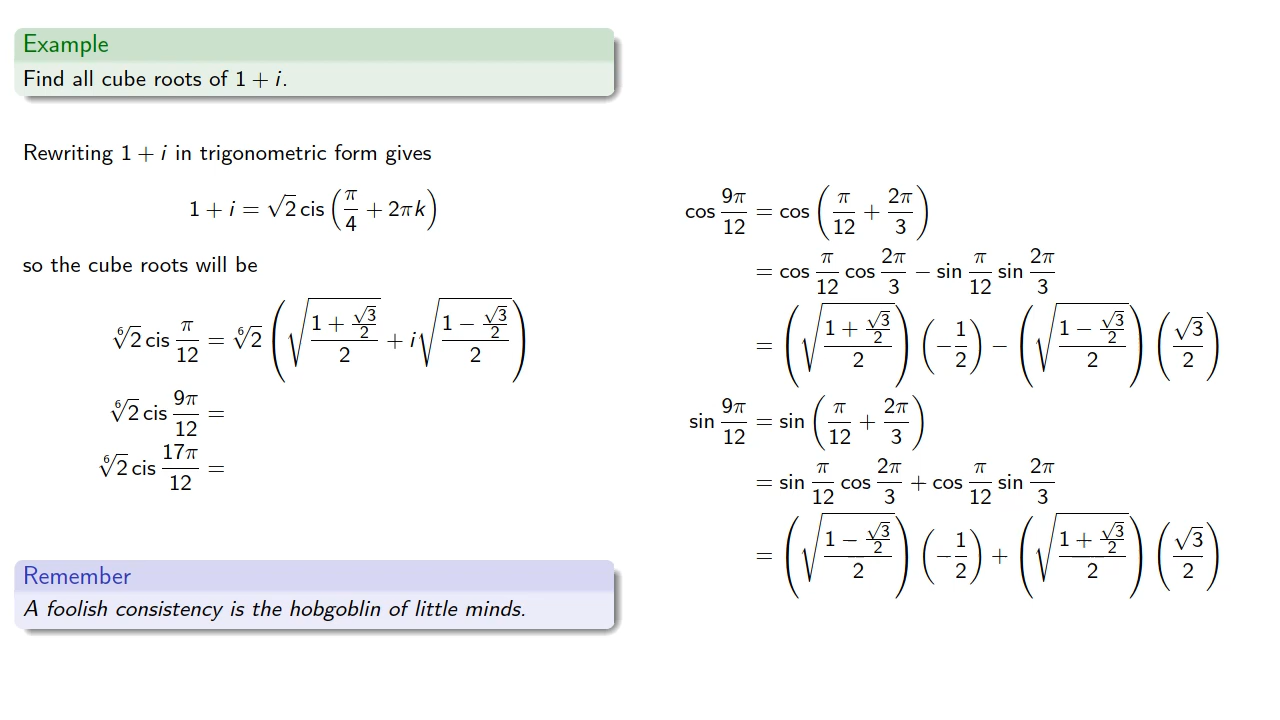 Example
Find all cube roots of 1 + i.
Rewriting 1 + i in trigonometric form gives
1 + i = √2 cis (π/4 + 2πk)
so the cube roots will be
⁶√2 cis π/12 = ⁶√2 (√((1 + √3/2)/2) + i√((1 − √3/2)/2))
⁶√2 cis 9π/12 =
⁶√2 cis 17π/12 =
Remember
A foolish consistency is the hobgoblin of little minds.
cos 9π/12 = cos (π/12 + 2π/3)
= cos π/12 cos 2π/3 − sin π/12 sin 2π/3
= (√((1 + √3/2)/2)) (−1/2) − (√((1 − √3/2)/2)) (√3/2)
sin 9π/12 = sin (π/12 + 2π/3)
= sin π/12 cos 2π/3 + cos π/12 sin 2π/3
= (√((1 − √3/2)/2)) (−1/2) + (√((1 + √3/2)/2)) (√3/2)